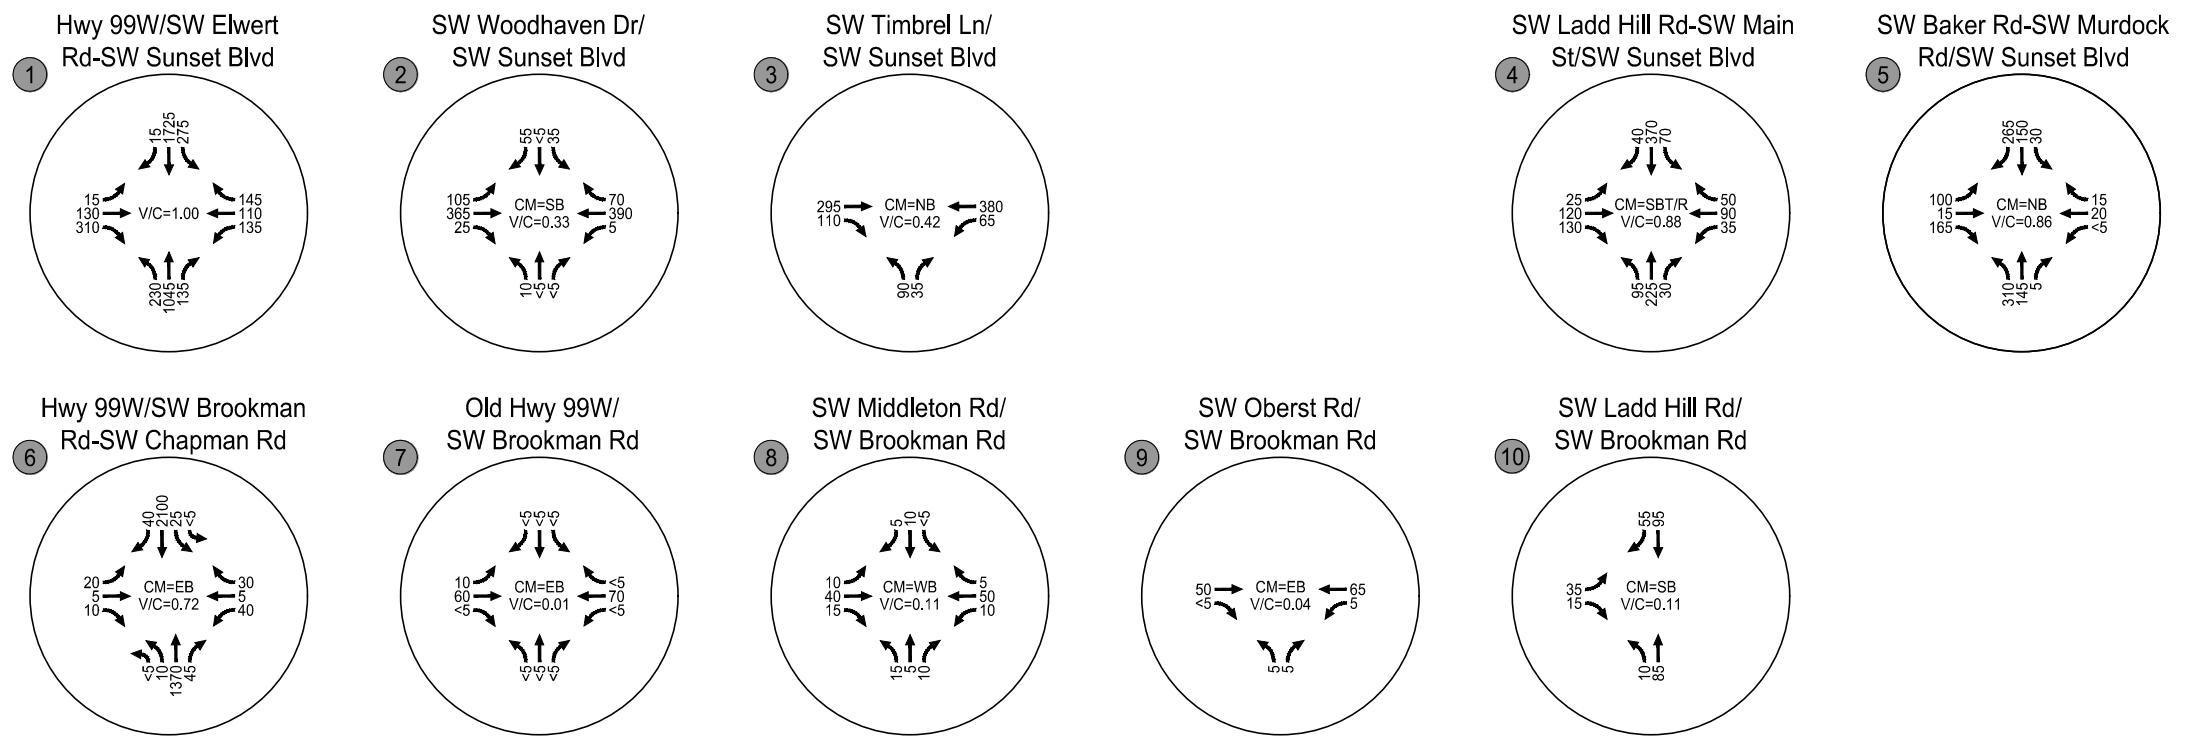 Hwy 99W/SW Elwert
Rd-SW Sunset Blvd
1
15
1725
275
15
130
310
V/C=1.00
145
110
135
230
1045
135
SW Woodhaven Dr/
SW Sunset Blvd
2
55
<5
35
105
365
25
CM=SB
V/C=0.33
70
390
5
10
<5
<5
SW Timbrel Ln/
SW Sunset Blvd
3
295
110
CM=NB
V/C=0.42
380
65
90
35
SW Ladd Hill Rd-SW Main
St/SW Sunset Blvd
4
40
370
70
25
120
130
CM=SBT/R
V/C=0.88
50
90
35
95
225
30
SW Baker Rd-SW Murdock
Rd/SW Sunset Blvd
5
265
150
30
100
15
165
CM=NB
V/C=0.86
15
20
<5
310
145
5
Hwy 99W/SW Brookman
Rd-SW Chapman Rd
6
40
2100
25
<5
20
5
10
CM=EB
V/C=0.72
30
5
40
<5
10
1370
45
Old Hwy 99W/
SW Brookman Rd
7
<5
<5
<5
10
60
<5
CM=EB
V/C=0.01
<5
70
<5
<5
<5
<5
SW Middleton Rd/
SW Brookman Rd
8
5
10
<5
10
40
15
CM=WB
V/C=0.11
5
50
10
15
5
10
SW Oberst Rd/
SW Brookman Rd
9
50
<5
CM=EB
V/C=0.04
65
5
5
5
SW Ladd Hill Rd/
SW Brookman Rd
10
55
95
35
15
CM=SB
V/C=0.11
10
85